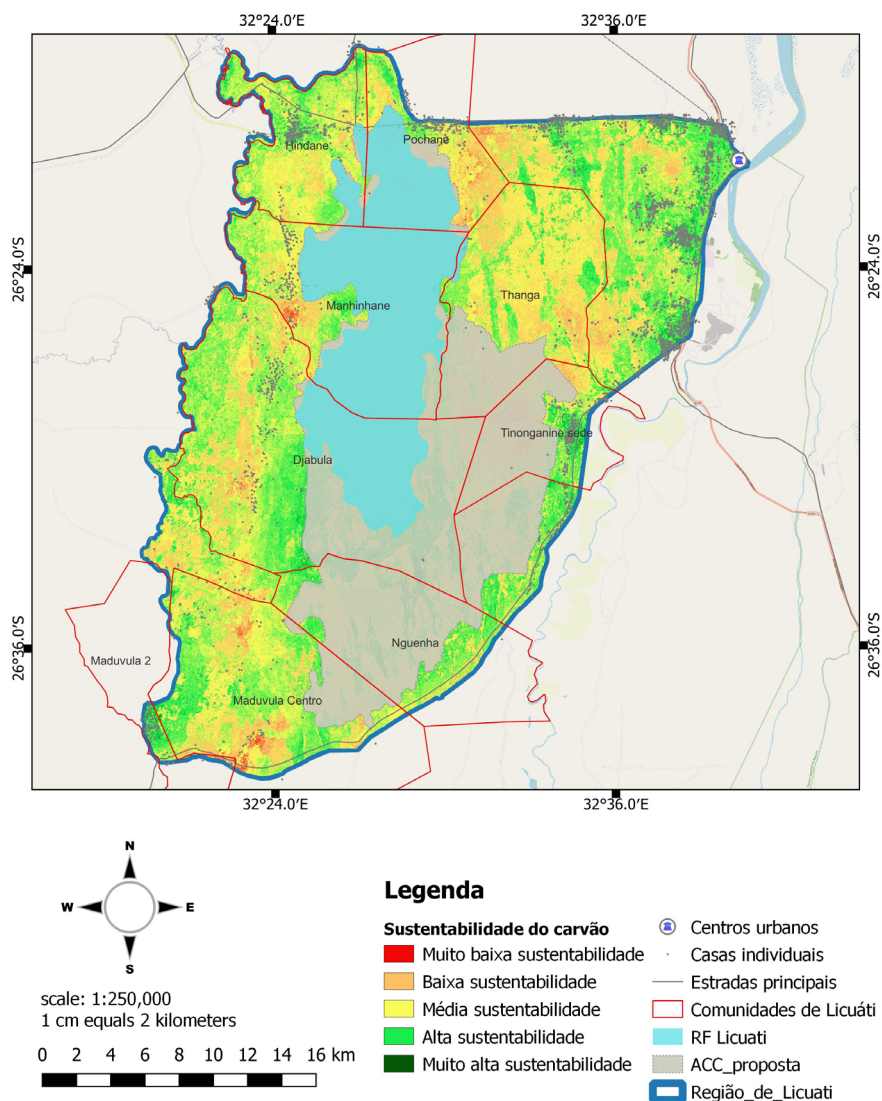 32°24.0′E 32°36.0′E
Pochane
Hindane
26°24.0′S 26°24.0′S
Thanga
Manhinhane
Tinonganine sede
Djabula
26°36.0′S 26°36.0′S
Nguenha
Maduvula 2
Maduvula Centro
32°24.0′E 32°36.0′E
N
W E
S
scale: 1:250,000
1 cm equals 2 kilometers
0 2 4 6 8 10 12 14 16 km
Legenda
Sustentabilidade do carvão
Muito baixa sustentabilidade
Baixa sustentabilidade
Média sustentabilidade
Alta sustentabilidade
Muito alta sustentabilidade
Centros urbanos
Casas individuais
Estradas principais
Comunidades de Licuáti
RF Licuati
ACC_proposta
Região_de_Licuati